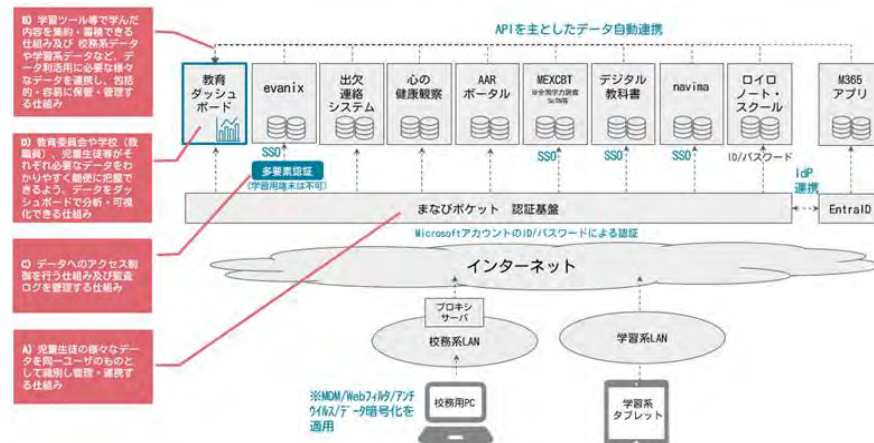 B) 学習ツール等で学んだ
内容を集約・蓄積できる
仕組み及び 校務系データ
や学習系データなど、デー
タ利活用に必要な様々
なデータを連携し、包括
的・容易に保管・管理す
る仕組み
D) 教育委員会や学校（教
職員）、児童生徒等がそ
れぞれ必要なデータをわ
かりやすく簡便に把握で
きるよう、データをダッシュ
ボードで分析・可視
化できる仕組み
C) データへのアクセス制
御を行う仕組み及び監査
ログを管理する仕組み
A) 児童生徒の様々なデー
タを同一ユーザのものと
して識別し管理・連携す
る仕組み
APIを主としたデータ自動連携
教育
ダッシュ
ボード
evanix
出欠
連絡
システム
心の
健康観察
AAR
ポータル
MEXCBT
※全国学力調査
デジタル
教科書
navima
ロイロ
ノート・
スクール
M365
アプリ
SSO
SSO
SSO
SSO
ID/パスワード
多要素認証
(学習用端末は不可)
IdP
連携
まなびポケット 認証基盤
EntraID
MicrosoftアカウントのID/パスワードによる認証
インターネット
プロキシ
サーバ
校務系LAN
学習系LAN
※MDM/Webフィルタ/アンチ
ウイルス/データ暗号化を
適用
校務用PC
学習系
タブレット